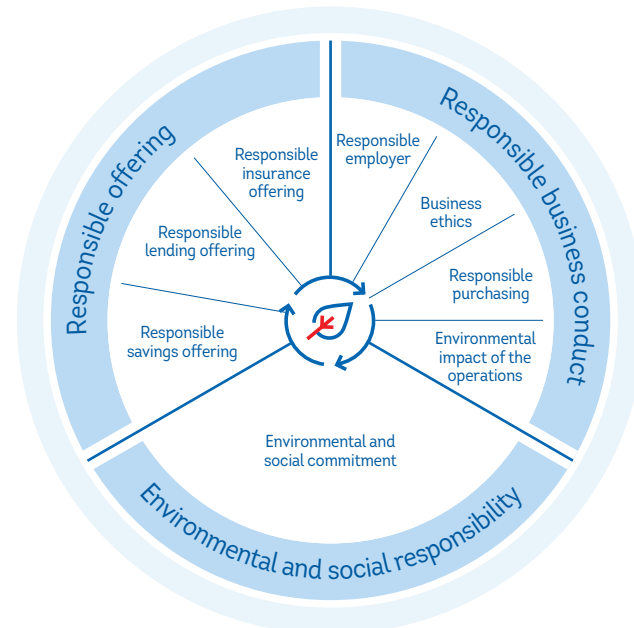 Responsible offering
Responsible business conduct
Responsible
insurance
offering
Responsible
employer
Responsible
lending offering
Business
ethics
Responsible
savings offering
Responsible
purchasing
Environmental
impact of the
operations
Environmental and
social commitment
Environmental and social responsibility